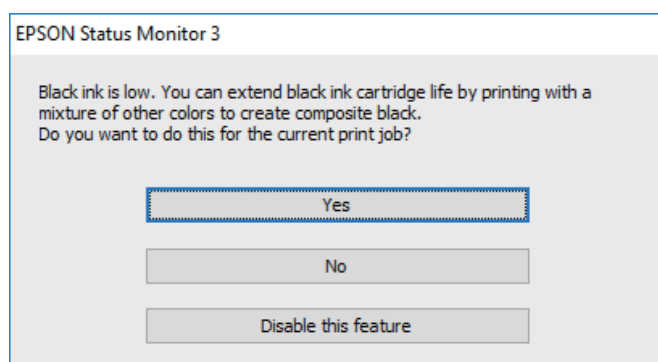 EPSON Status Monitor 3
Black ink is low. You can extend black ink cartridge life by printing with a
mixture of other colors to create composite black.
Do you want to do this for the current print job?
Yes
No
Disable this feature